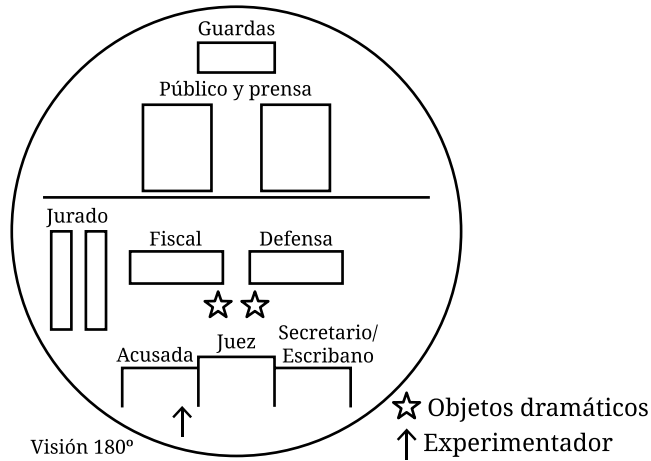 Guardas
Público y prensa
Jurado
Fiscal
Defensa
Juez
Secretario/
Escribano
Acusada
Visión 180º
Objetos dramáticos
Experimentador